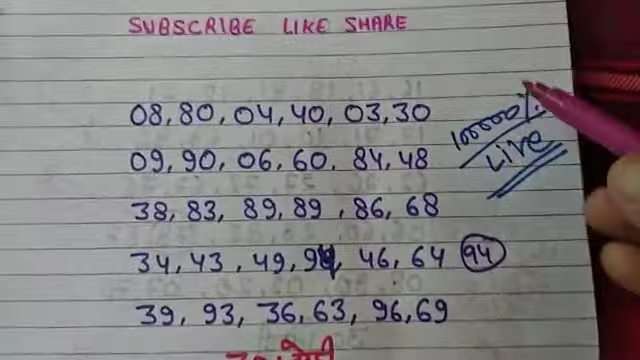 SUBSCRIBE LIKE SHARE
08, 80, 04, 40, 03, 30
100000%. Live
09, 90, 06, 60. 84, 48
38, 83, 89, 89, 86, 68
34, 43, 49, 94, 46, 64 94
39, 93, 36, 63, 96, 69